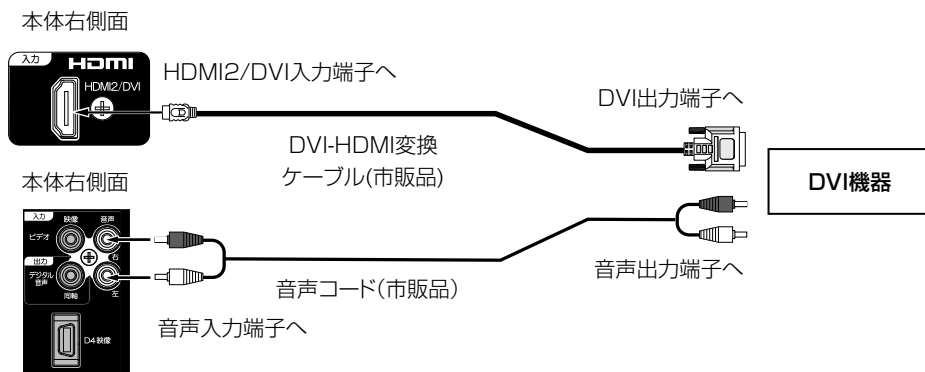 本体右側面
入力
HDMI
HDMI2/DVI
HDMI2/DVI入力端子へ
DVI出力端子へ
DVI-HDMI変換
ケーブル(市販品)
DVI機器
本体右側面
入力
映像
音声
ビデオ
右
出力
デジタル
音声
同軸
左
D4映像
音声コード(市販品)
音声出力端子へ
音声入力端子へ